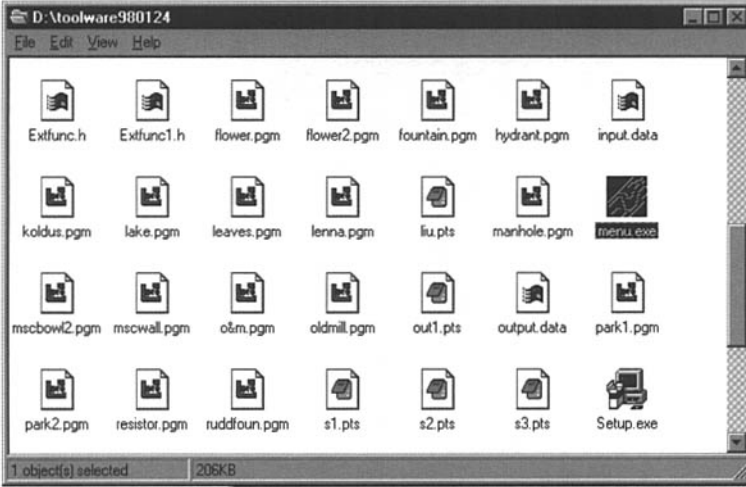 D:\toolware980124
File Edit View Help
Extfunc.h Extfunc1.h flower.pgm flower2.pgm fountain.pgm hydrant.pgm input.data
koldus.pgm lake.pgm leaves.pgm lenna.pgm liu.pts manhole.pgm menu.exe
mscbowl2.pgm mscwall.pgm o&m.pgm oldmill.pgm out1.pts output.data park1.pgm
park2.pgm resistor.pgm ruddfoun.pgm s1.pts s2.pts s3.pts Setup.exe
1 object(s) selected 206KB